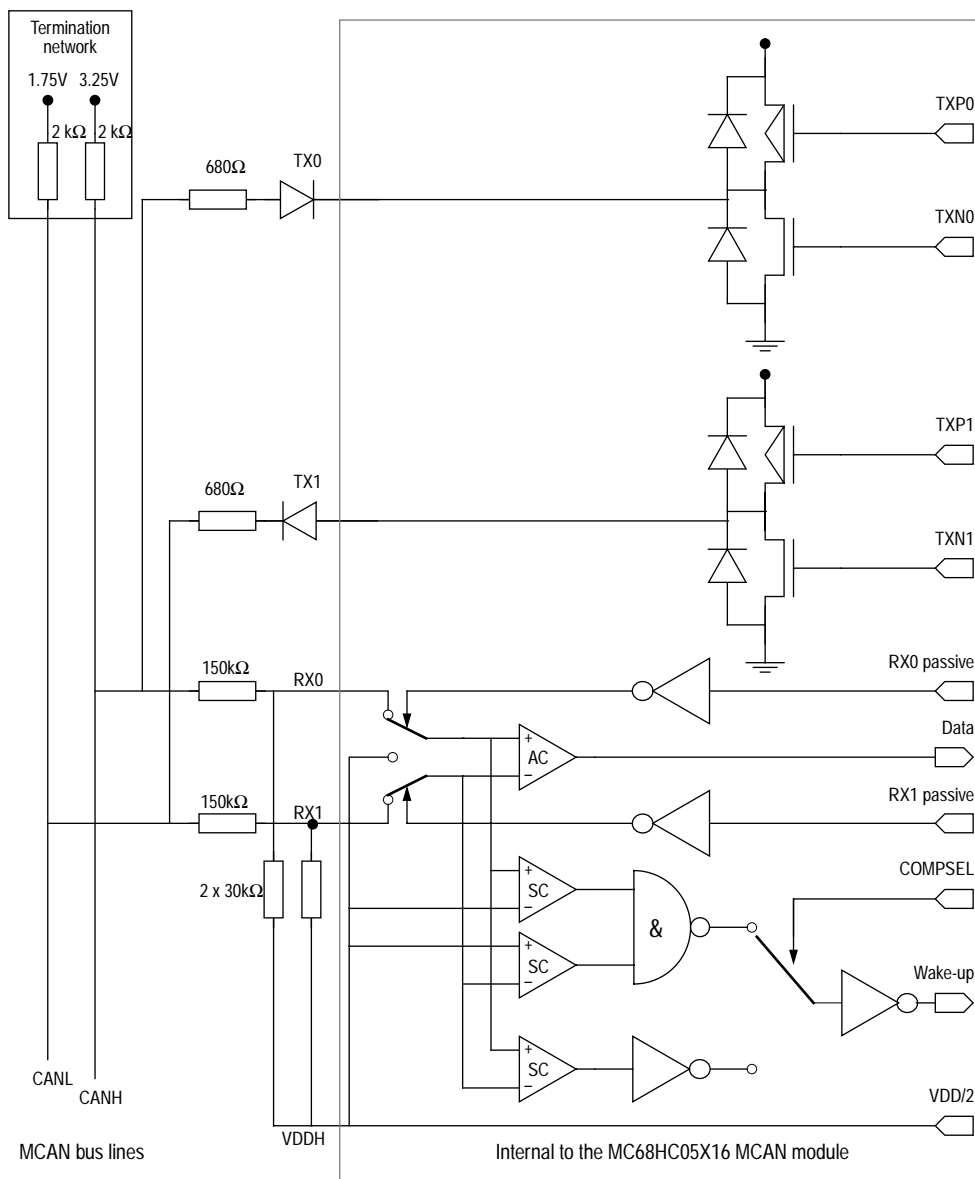 Termination
network
1.75V 3.25V
2 kΩ 2 kΩ
TXP0
680Ω
TX0
TXN0
TXP1
680Ω
TX1
TXN1
150kΩ
RX0
RX0 passive
Data
+
AC
−
150kΩ
RX1
RX1 passive
2 x 30kΩ
+
SC
−
COMPSEL
&
+
SC
−
Wake-up
+
SC
−
CANL
CANH
VDD/2
VDDH
MCAN bus lines
Internal to the MC68HC05X16 MCAN module